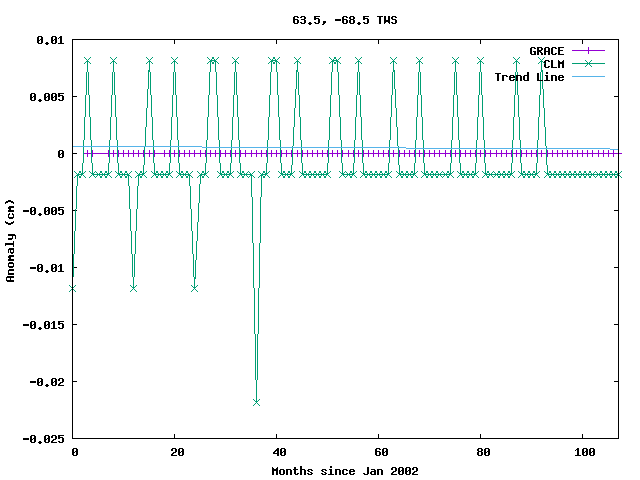 63.5, -68.5 TWS
GRACE
CLM
Trend Line
0.01
0.005
0
-0.005
-0.01
-0.015
-0.02
-0.025
Anomaly (cm)
0 20 40 60 80 100
Months since Jan 2002